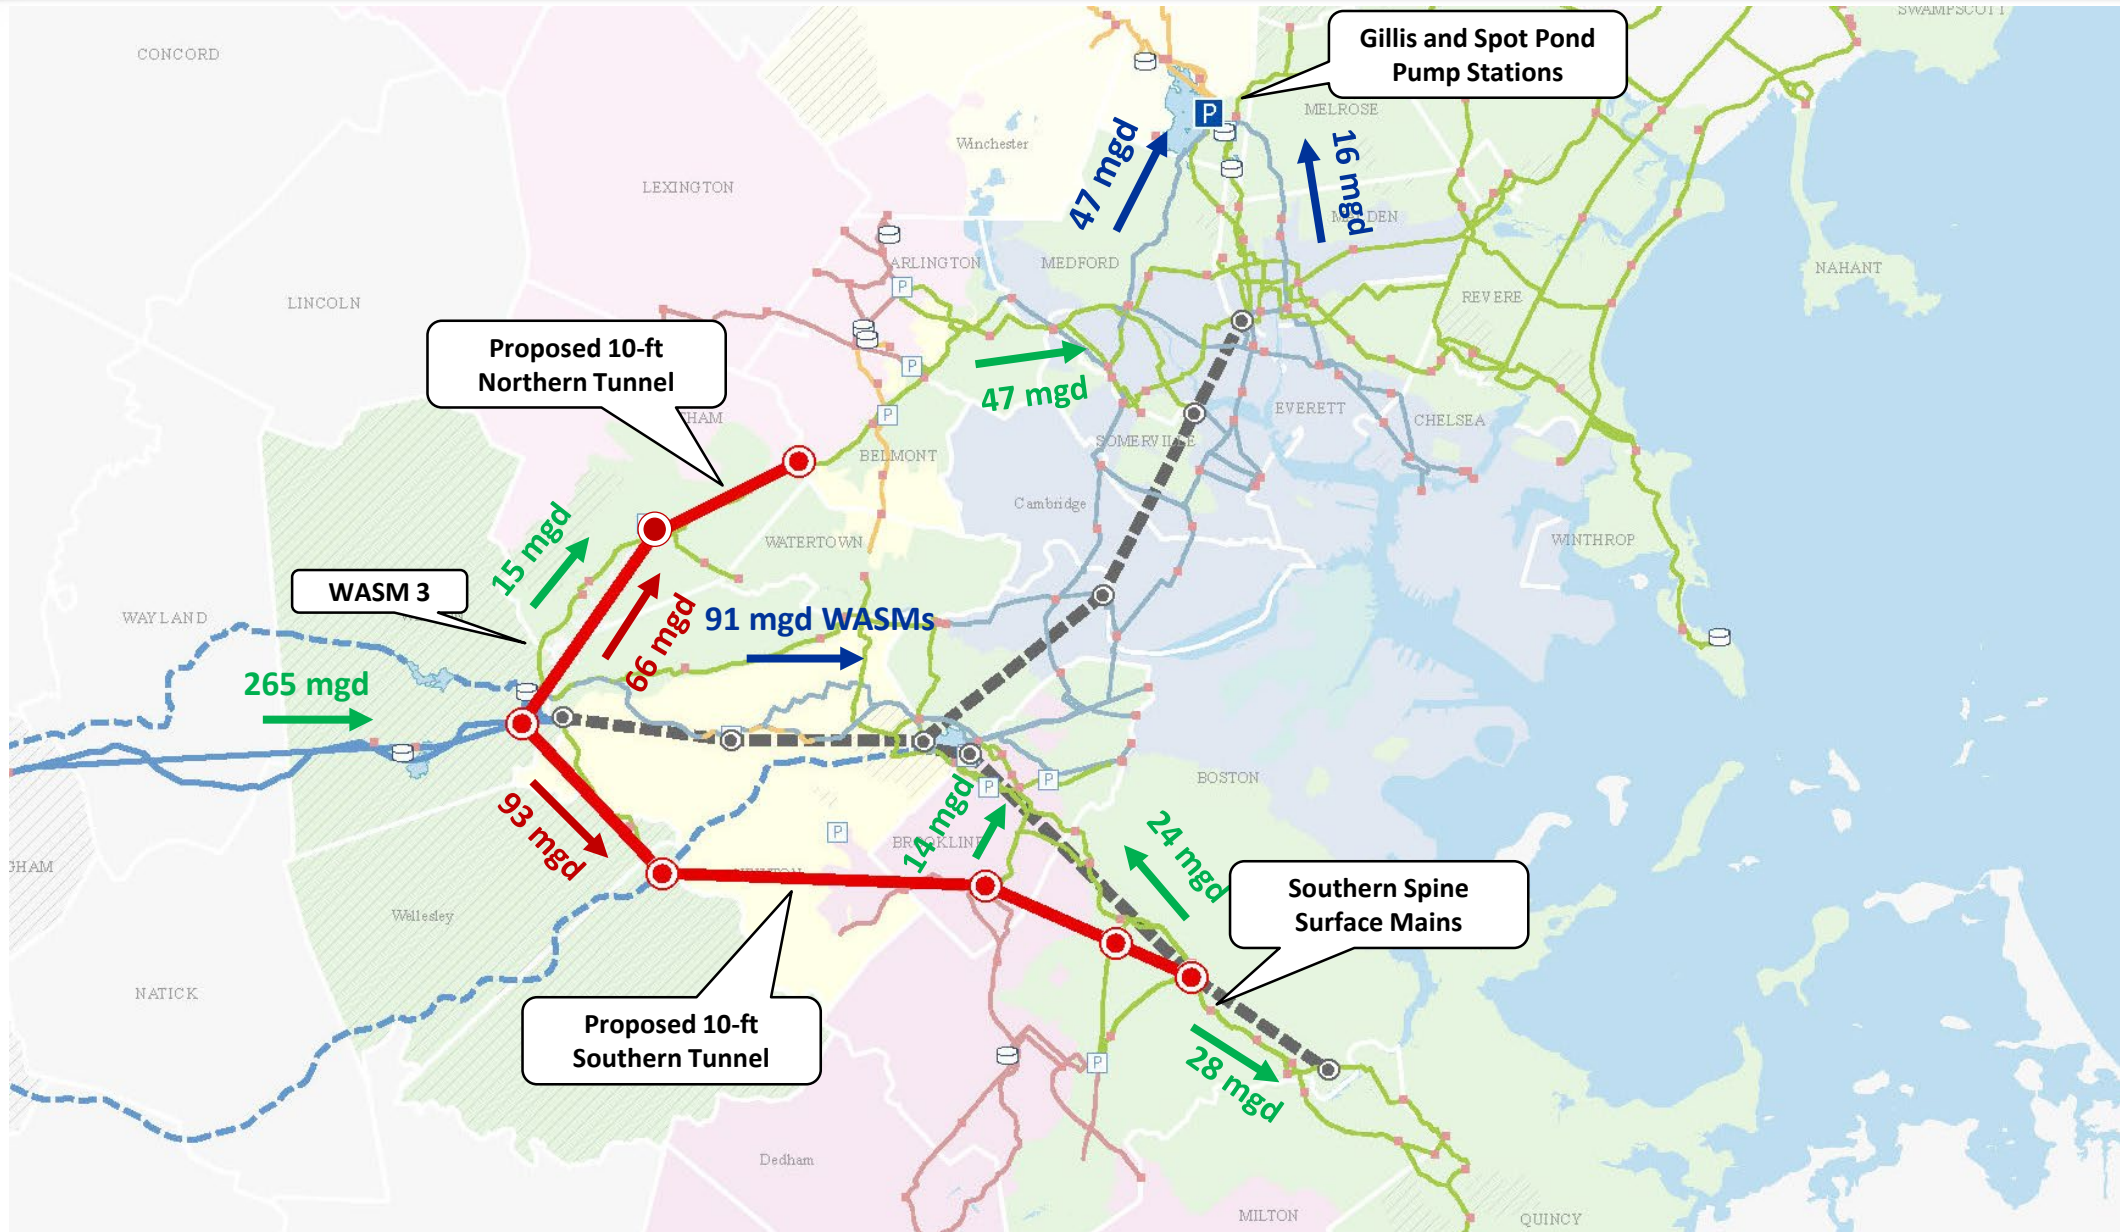 SWAMPSCOTT
CONCORD
Gillis and Spot Pond
Pump Stations
P
MELROSE
Winchester
47 mgd
16 mgd
LEXINGTON
ARLINGTON
MEDFORD
NAHANT
P
LINCOLN
REVERE
Proposed 10-ft
Northern Tunnel
47 mgd
P
EVERETT
CHELSEA
P
HAM
SOMERVILLE
BELMONT
Cambridge
15 mgd
WATERTOWN
WINTHROP
WASM 3
WAYLAND
66 mgd
91 mgd WASMs
265 mgd
BOSTON
P
P
93 mgd
14 mgd
P
BROOKLINE
24 mgd
GHAM
Southern Spine
Surface Mains
Wellesley
NATICK
Proposed 10-ft
Southern Tunnel
P
28 mgd
Dedham
MILTON
QUINCY